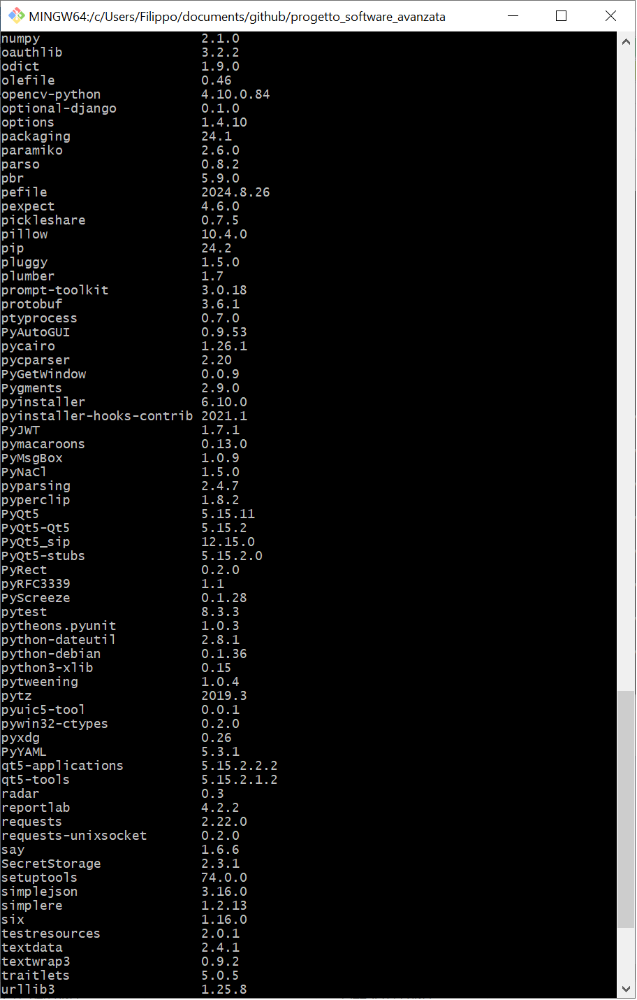 MINGW64:/c/Users/Filippo/documents/github/progetto_software_avanzata
numpy 2.1.0
oauthlib 3.2.2
odict 1.9.0
olefile 0.46
opencv-python 4.10.0.84
optional-django 0.1.0
options 1.4.10
packaging 24.1
paramiko 2.6.0
parso 0.8.2
pbr 5.9.0
pefile 2024.8.26
pexpect 4.6.0
pickleshare 0.7.5
pillow 10.4.0
pip 24.2
pluggy 1.5.0
plumber 1.7
prompt-toolkit 3.0.18
protobuf 3.6.1
ptyprocess 0.7.0
PyAutoGUI 0.9.53
pycairo 1.26.1
pycparser 2.20
PyGetWindow 0.0.9
Pygments 2.9.0
pyinstaller 6.10.0
pyinstaller-hooks-contrib 2021.1
PyJWT 1.7.1
pymacaroons 0.13.0
PyMsgBox 1.0.9
PyNaCl 1.5.0
pyparsing 2.4.7
pyperclip 1.8.2
PyQt5 5.15.11
PyQt5-Qt5 5.15.2
PyQt5_sip 12.15.0
PyQt5-stubs 5.15.2.0
PyRect 0.2.0
pyRFC3339 1.1
PyScreeze 0.1.28
pytest 8.3.3
pytheons.pyunit 1.0.3
python-dateutil 2.8.1
python-debian 0.1.36
python3-xlib 0.15
pytweening 1.0.4
pytz 2019.3
pyuic5-tool 0.0.1
pywin32-ctypes 0.2.0
pyxdg 0.26
PyYAML 5.3.1
qt5-applications 5.15.2.2.2
qt5-tools 5.15.2.1.2
radar 0.3
reportlab 4.2.2
requests 2.22.0
requests-unixsocket 0.2.0
say 1.6.6
SecretStorage 2.3.1
setuptools 74.0.0
simplejson 3.16.0
simplere 1.2.13
six 1.16.0
testresources 2.0.1
textdata 2.4.1
textwrap3 0.9.2
traitlets 5.0.5
urllib3 1.25.8